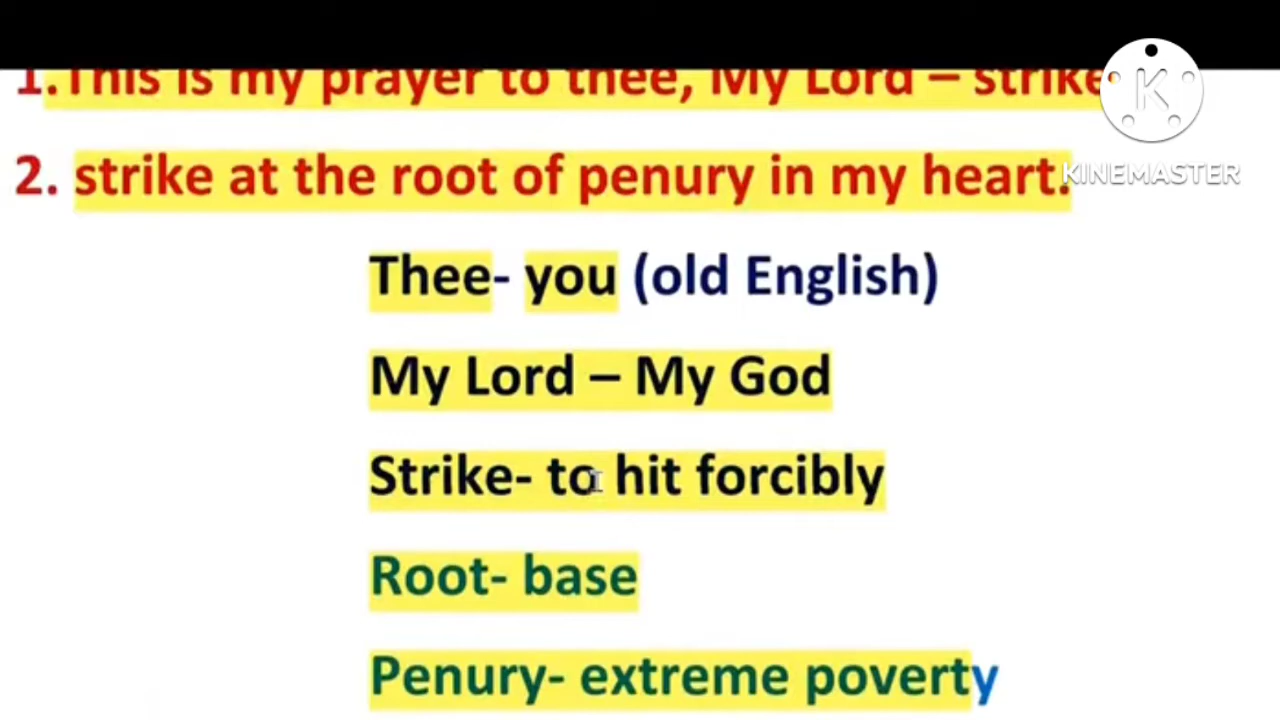 1.This is my prayer to thee, My Lord – strike
2. strike at the root of penury in my heart.
Thee- you (old English)
My Lord – My God
Strike- to hit forcibly
Root- base
Penury- extreme poverty
K
KINEMASTER